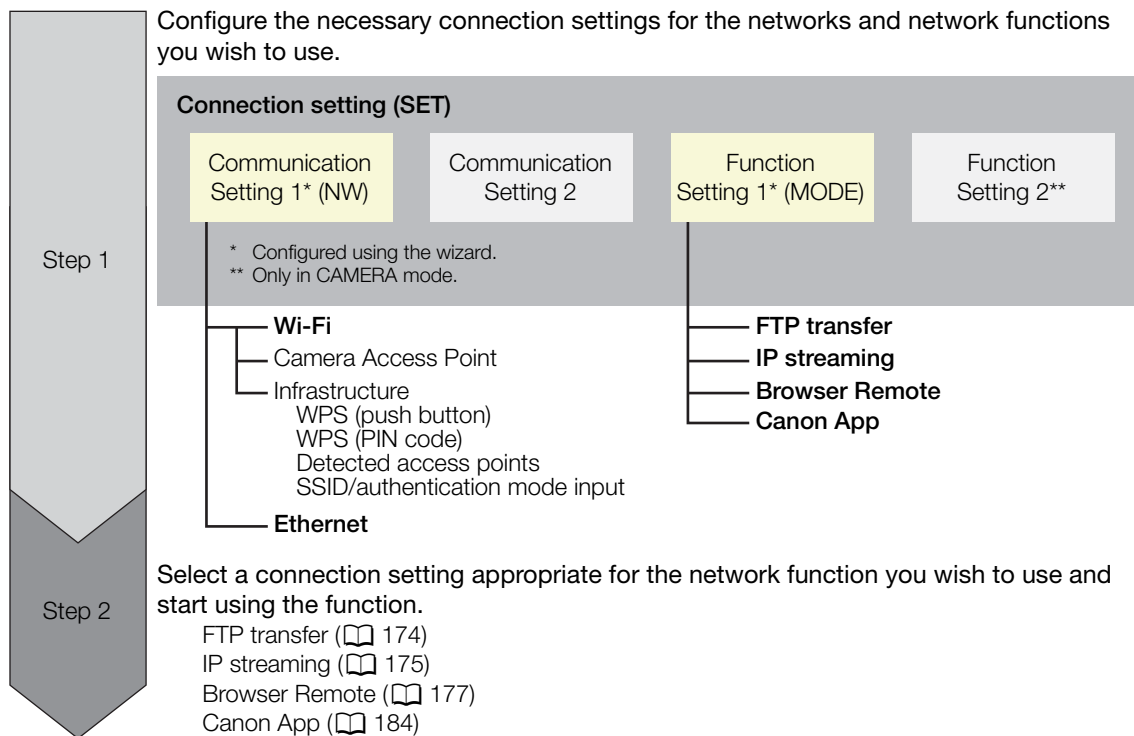 Configure the necessary connection settings for the networks and network functions
you wish to use.
Connection setting (SET)
Communication
Setting 1* (NW)
Communication
Setting 2
Function
Setting 1* (MODE)
Function
Setting 2**
Step 1
* Configured using the wizard.
** Only in CAMERA mode.
Wi-Fi
Camera Access Point
Infrastructure
WPS (push button)
WPS (PIN code)
Detected access points
SSID/authentication mode input
Ethernet
FTP transfer
IP streaming
Browser Remote
Canon App
Step 2
Select a connection setting appropriate for the network function you wish to use and
start using the function.
FTP transfer (174)
IP streaming (175)
Browser Remote (177)
Canon App (184)